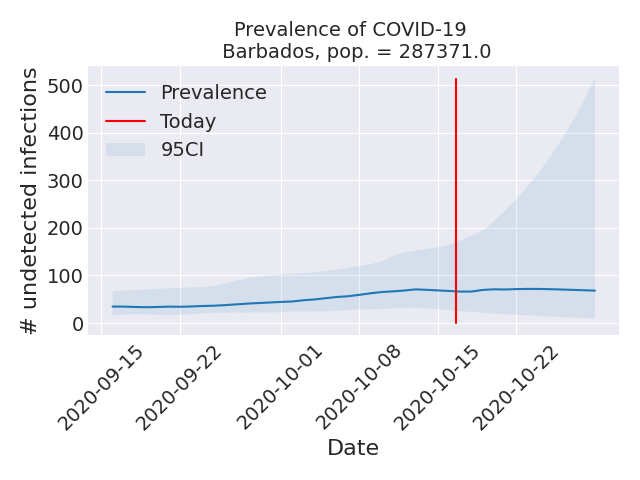 Prevalence of COVID-19
Barbados, pop. = 287371.0
500
400
300
200
100
0
# undetected infections
Prevalence
Today
95CI
2020-09-15
2020-09-22
2020-10-01
2020-10-08
2020-10-15
2020-10-22
Date